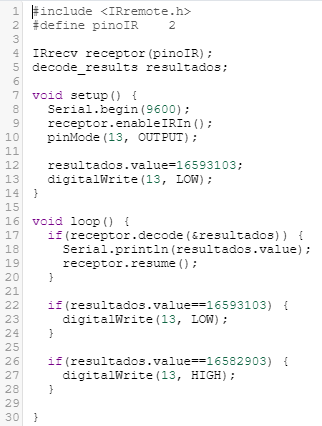 1 #include <IRremote.h>
2 #define pinoIR    2
3
4 IRrecv receptor(pinoIR);
5 decode_results resultados;
6
7 void setup() {
8   Serial.begin(9600);
9   receptor.enableIRIn();
10   pinMode(13, OUTPUT);
11
12   resultados.value=16593103;
13   digitalWrite(13, LOW);
14 }
15
16 void loop() {
17   if(receptor.decode(&resultados)) {
18     Serial.println(resultados.value);
19     receptor.resume();
20   }
21
22   if(resultados.value==16593103) {
23     digitalWrite(13, LOW);
24   }
25
26   if(resultados.value==16582903) {
27     digitalWrite(13, HIGH);
28   }
29
30 }